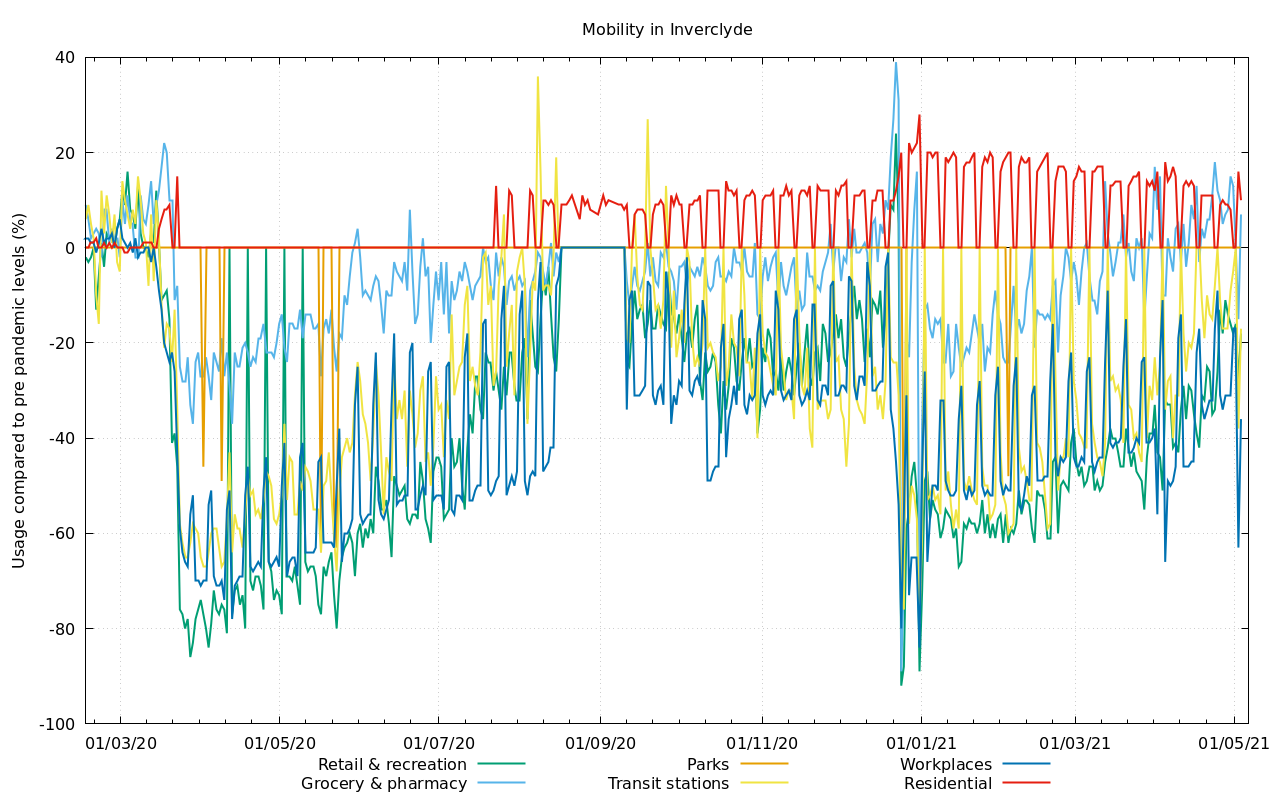 Mobility in Inverclyde
Usage compared to pre pandemic levels (%)
40
20
0
-20
-40
-60
-80
-100
01/03/20 01/05/20 01/07/20 01/09/20 01/11/20 01/01/21 01/03/21 01/05/21
Retail & recreation Parks Workplaces
Grocery & pharmacy Transit stations Residential